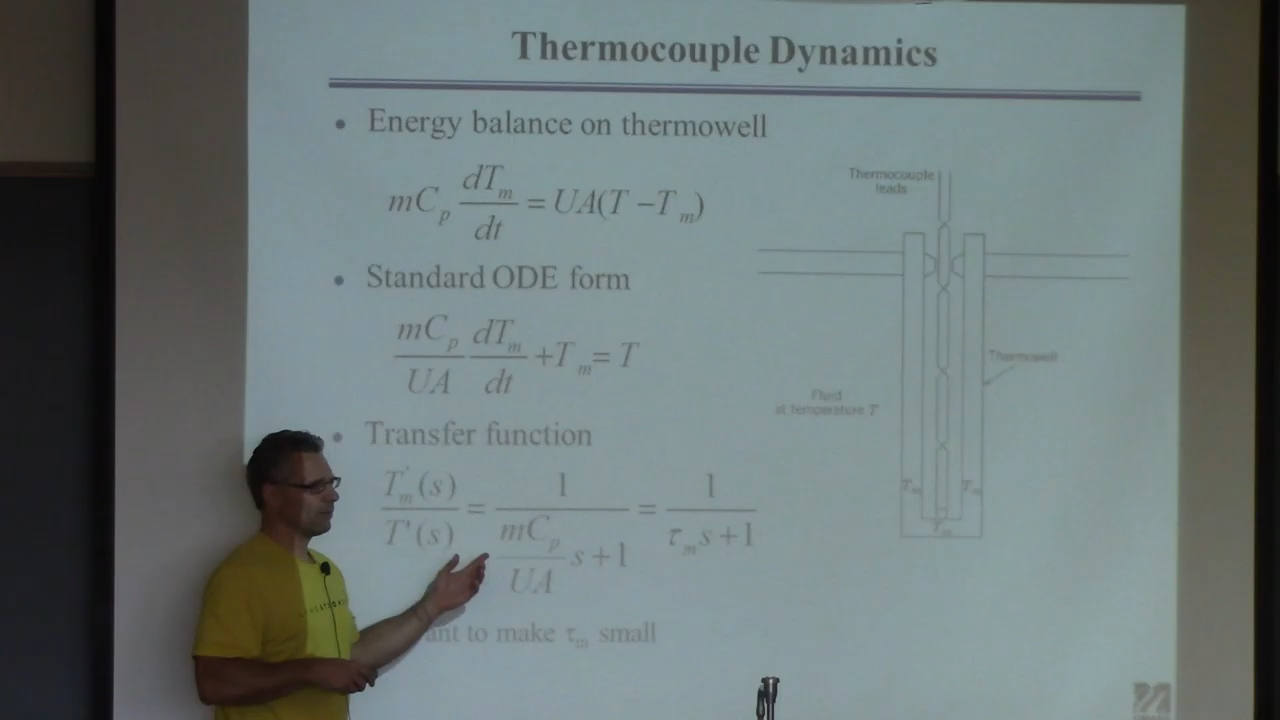 Thermocouple Dynamics
• Energy balance on thermowell
mC_p dT_m/dt = UA(T − T_m)
• Standard ODE form
mC_p/UA dT_m/dt + T_m = T
• Transfer function
T'_m(s)/T'(s) = 1/(mC_p/UA s + 1) = 1/(τ_m s + 1)
to make τ_m small
Thermocouple
leads
Thermowell
Fluid
at temperature T
T_m T_m
T_m